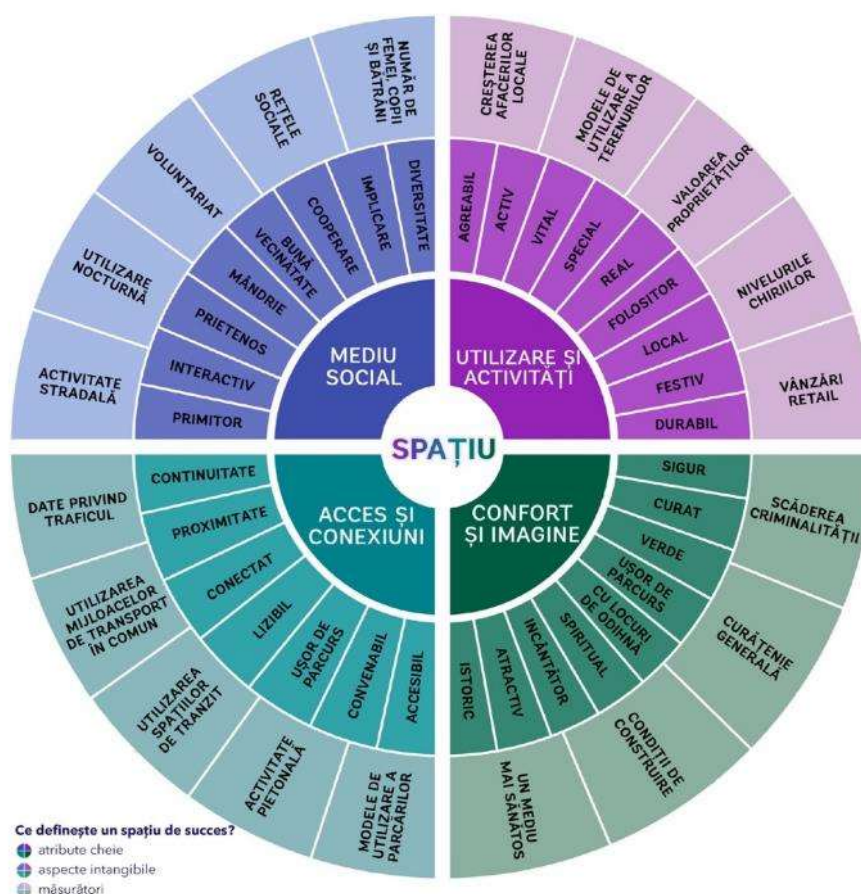 NUMĂR DE
FEMEI, COPII
ȘI BĂTRÂNI
REȚELE
SOCIALE
VOLUNTARIAT
UTILIZARE
NOCTURNĂ
ACTIVITATE
STRADALĂ
DIVERSITATE
IMPLICARE
COOPERARE
BUNĂ
VECINĂTATE
MÂNDRIE
PRIETENOS
INTERACTIV
PRIMITOR
MEDIU
SOCIAL
CREȘTEREA
AFACERILOR
LOCALE
MODELE DE
UTILIZARE A
TERENURILOR
VALOAREA
PROPRIETĂȚILOR
NIVELURILE
CHIRIILOR
VÂNZĂRI
RETAIL
AGREABIL
ACTIV
VITAL
SPECIAL
REAL
FOLOSITOR
LOCAL
FESTIV
DURABIL
UTILIZARE ȘI
ACTIVITĂȚI
SPAȚIU
ACCES ȘI
CONEXIUNI
CONTINUITATE
PROXIMITATE
CONECTAT
LIZIBIL
UȘOR DE
PARCURS
CONVENABIL
ACCESIBIL
DATE PRIVIND
TRAFICUL
UTILIZAREA
MIJLOACELOR
DE TRANSPORT
ÎN COMUN
UTILIZAREA
SPAȚIILOR
DE TRANZIT
ACTIVITATE
PIETONALĂ
MODELE DE
UTILIZARE A
PARCĂRILOR
CONFORT
ȘI IMAGINE
SIGUR
CURAT
VERDE
UȘOR DE
PARCURS
CU LOCURI
DE ODIHNĂ
SPIRITUAL
INCÂNTĂTOR
ATRACTIV
ISTORIC
SCĂDEREA
CRIMINALITĂȚII
CURĂȚENIE
GENERALĂ
CONDIȚII DE
CONSTRUIRE
UN MEDIU
MAI SĂNĂTOS
Ce definește un spațiu de succes?
atribute cheie
aspecte intangibile
măsurători